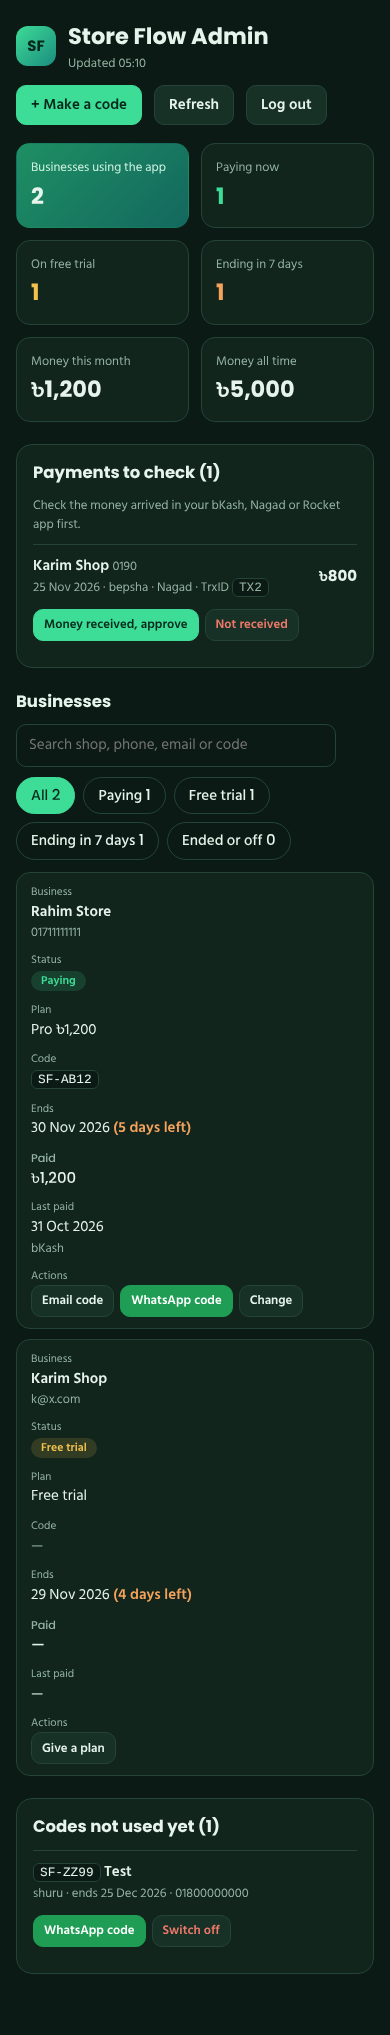 SF
Store Flow Admin
Updated 05:10
+ Make a code
Refresh
Log out
Businesses using the app
2
Paying now
1
On free trial
1
Ending in 7 days
1
Money this month
৳1,200
Money all time
৳5,000
Payments to check (1)
Check the money arrived in your bKash, Nagad or Rocket
app first.
Karim Shop 0190
25 Nov 2026 · bepsha · Nagad · TrxID TX2
৳800
Money received, approve
Not received
Businesses
Search shop, phone, email or code
All 2
Paying 1
Free trial 1
Ending in 7 days 1
Ended or off 0
Business
Rahim Store
01711111111
Status
Paying
Plan
Pro ৳1,200
Code
SF-AB12
Ends
30 Nov 2026 (5 days left)
Paid
৳1,200
Last paid
31 Oct 2026
bKash
Actions
Email code
WhatsApp code
Change
Business
Karim Shop
k@x.com
Status
Free trial
Plan
Free trial
Code
—
Ends
29 Nov 2026 (4 days left)
Paid
—
Last paid
—
Actions
Give a plan
Codes not used yet (1)
SF-ZZ99 Test
shuru · ends 25 Dec 2026 · 01800000000
WhatsApp code
Switch off